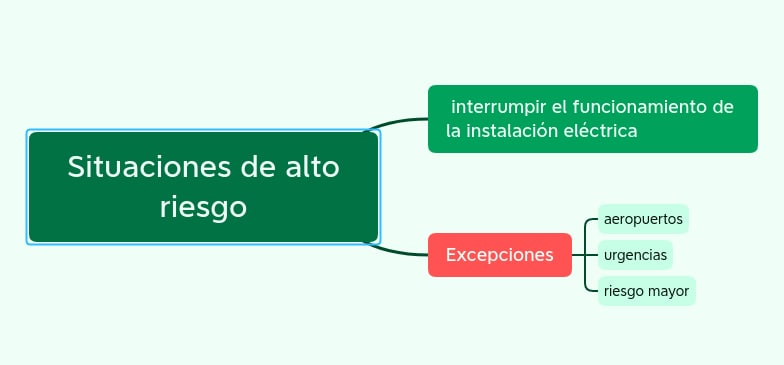 Situaciones de alto
riesgo
interrumpir el funcionamiento de
la instalación eléctrica
Excepciones
aeropuertos
urgencias
riesgo mayor